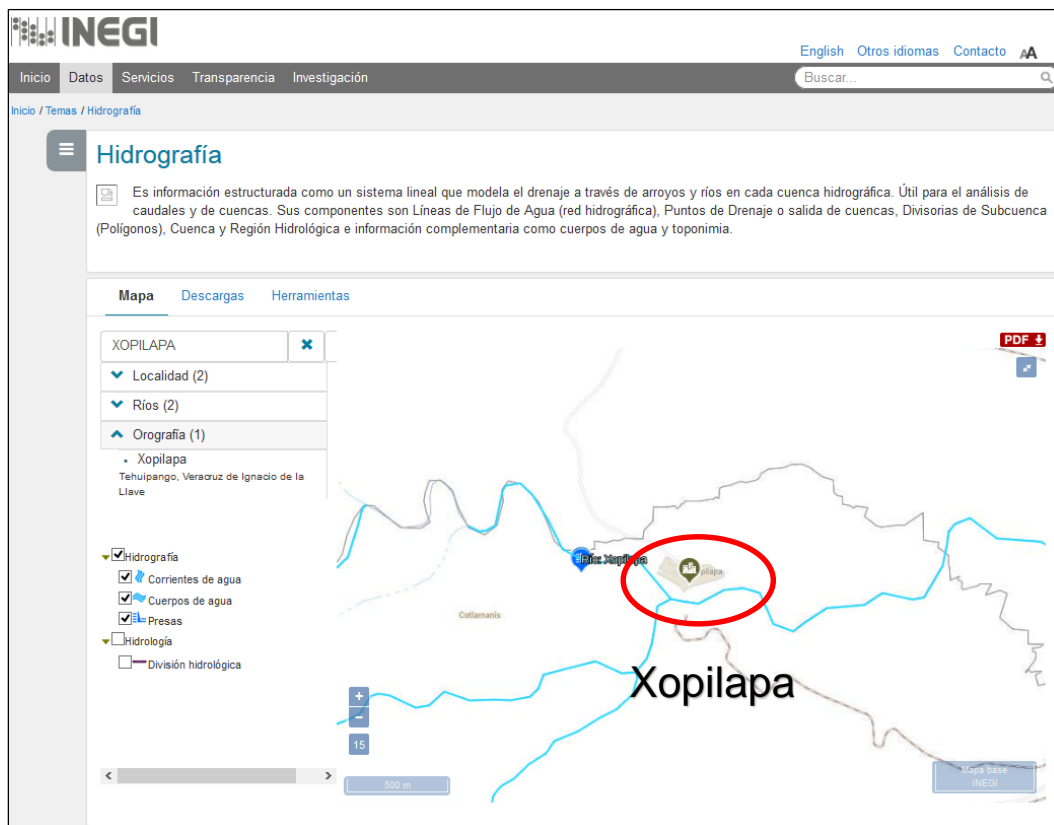 INEGI
English Otros idiomas Contacto AA
Inicio Datos Servicios Transparencia Investigación Buscar...
Inicio / Temas / Hidrografía
Hidrografía
Es información estructurada como un sistema lineal que modela el drenaje a través de arroyos y ríos en cada cuenca hidrográfica. Útil para el análisis de
caudales y de cuencas. Sus componentes son Líneas de Flujo de Agua (red hidrográfica), Puntos de Drenaje o salida de cuencas, Divisorias de Subcuenca
(Polígonos), Cuenca y Región Hidrológica e información complementaria como cuerpos de agua y toponimia.
Mapa Descargas Herramientas
XOPILAPA
PDF
Localidad (2)
Ríos (2)
Orografía (1)
Xopilapa
Tehuipango, Veracruz de Ignacio de la
Llave
Río: Xopilapa
pilapa
Cotlamanis
Xopilapa
Hidrografía
Corrientes de agua
Cuerpos de agua
Presas
Hidrología
División hidrológica
+
−
15
500 m
Mapa base
INEGI